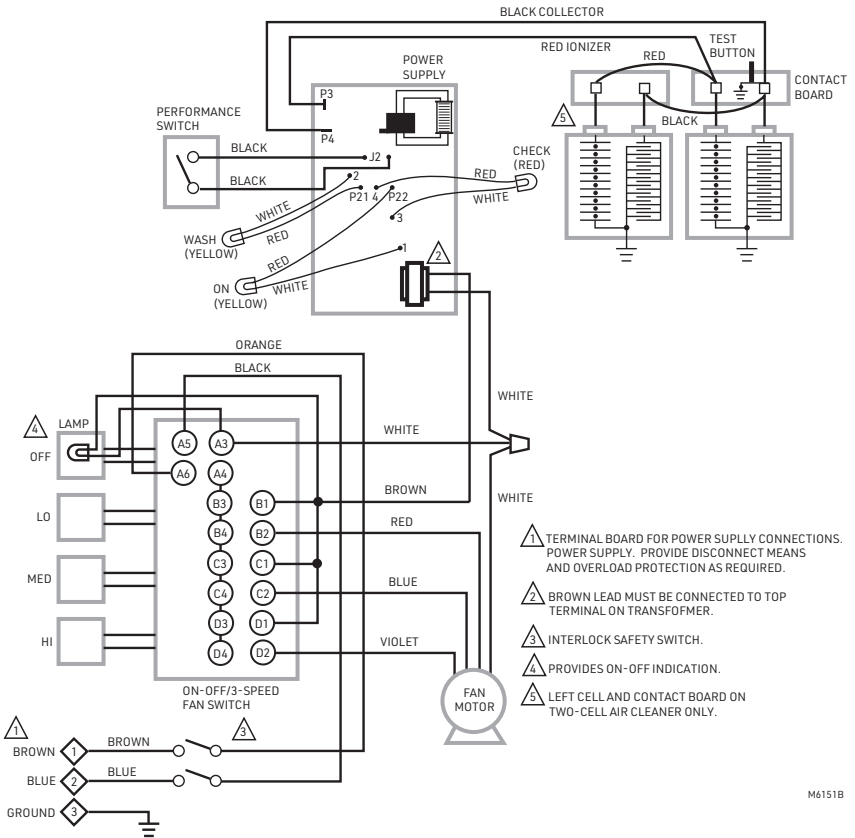 BLACK COLLECTOR
RED IONIZER
TEST
BUTTON
RED
POWER
SUPPLY
CONTACT
BOARD
P3
PERFORMANCE
SWITCH
5
BLACK
P4
BLACK
J2
CHECK
(RED)
BLACK
2
RED
P21 4 P22
WHITE
WHITE
3
WASH
(YELLOW)
RED
1
2
RED
ON
(YELLOW)
WHITE
ORANGE
BLACK
WHITE
4
LAMP
OFF
A5
A3
WHITE
A6
A4
BROWN
WHITE
LO
B3
B1
RED
B4
B2
1
TERMINAL BOARD FOR POWER SUPLLY CONNECTIONS.
POWER SUPPLY. PROVIDE DISCONNECT MEANS
AND OVERLOAD PROTECTION AS REQUIRED.
C3
C1
MED
BLUE
C4
C2
2
BROWN LEAD MUST BE CONNECTED TO TOP
TERMINAL ON TRANSFOFMER.
D3
D1
HI
VIOLET
3
INTERLOCK SAFETY SWITCH.
D4
D2
4
PROVIDES ON-OFF INDICATION.
ON-OFF/3-SPEED
FAN SWITCH
FAN
MOTOR
5
LEFT CELL AND CONTACT BOARD ON
TWO-CELL AIR CLEANER ONLY.
1
3
BROWN
1
BROWN
BLUE
2
BLUE
GROUND
3
M6151B